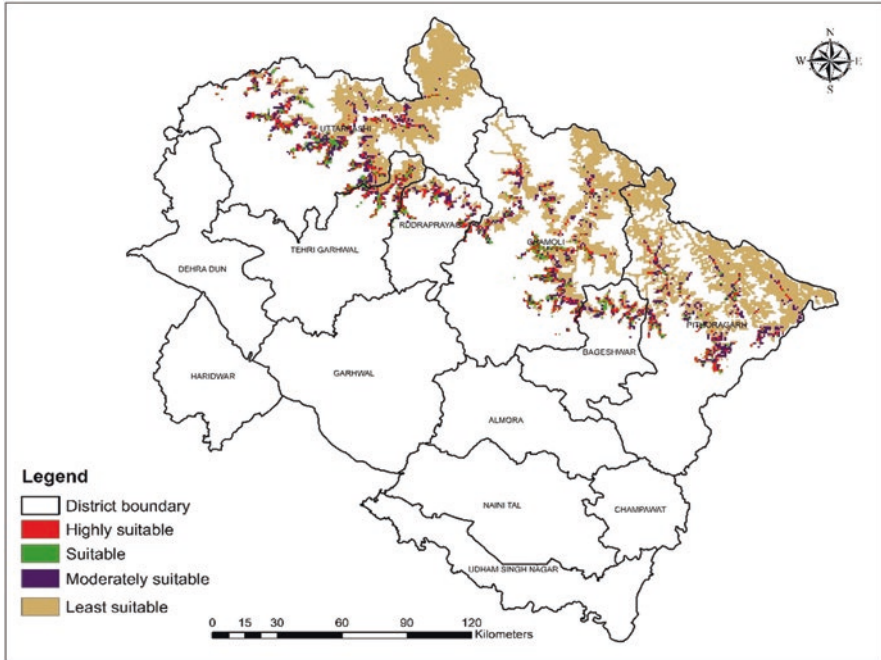 N
W E
S
UTTARKASHI
RDDRAPRAYAG
TEHRI GARHWAL
CHAMOLI
DEHRA DUN
PITHORAGARH
BAGESHWAR
HARIDWAR
GARHWAL
ALMORA
NAINI TAL
CHAMPAWAT
UDHAM SINGH NAGAR
Legend
District boundary
Highly suitable
Suitable
Moderately suitable
Least suitable
0 15 30 60 90 120
Kilometers